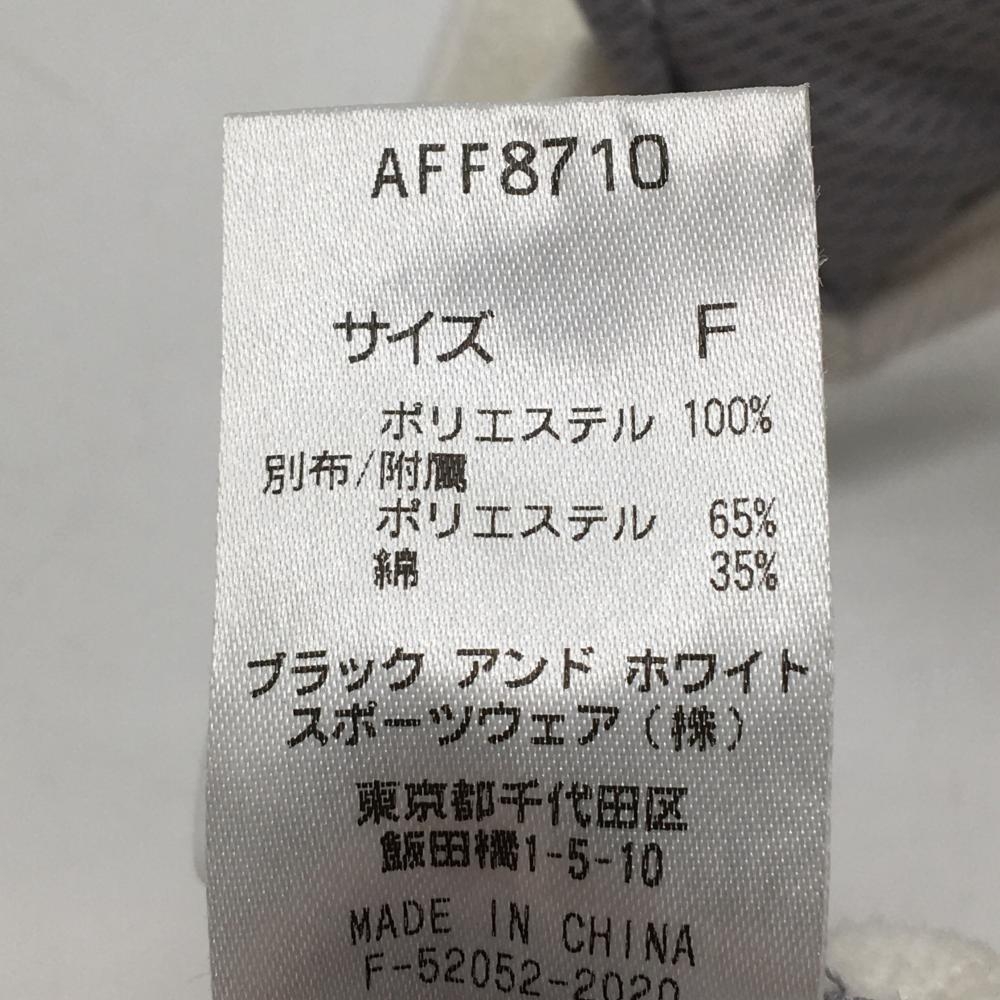 AFF8710
サイズ F
ポリエステル 100%
別布/附属
ポリエステル 65%
綿 35%
ブラック アンド ホワイト
スポーツウェア(株)
東京都千代田区
飯田橋1-5-10
MADE IN CHINA
F-52052-2020